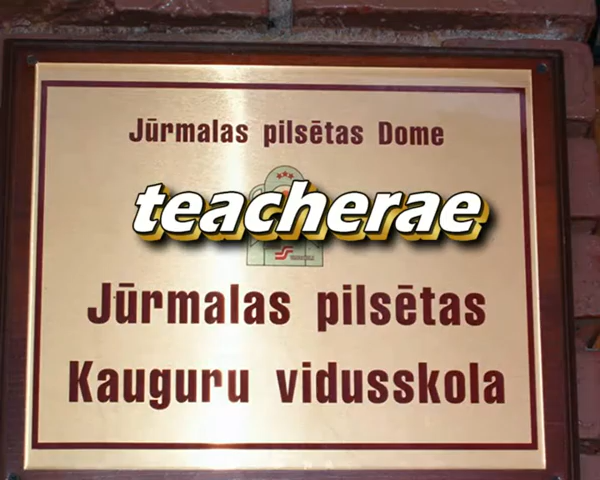 Jūrmalas pilsētas Dome
teacherae
Jūrmalas pilsētas
Kauguru vidusskola